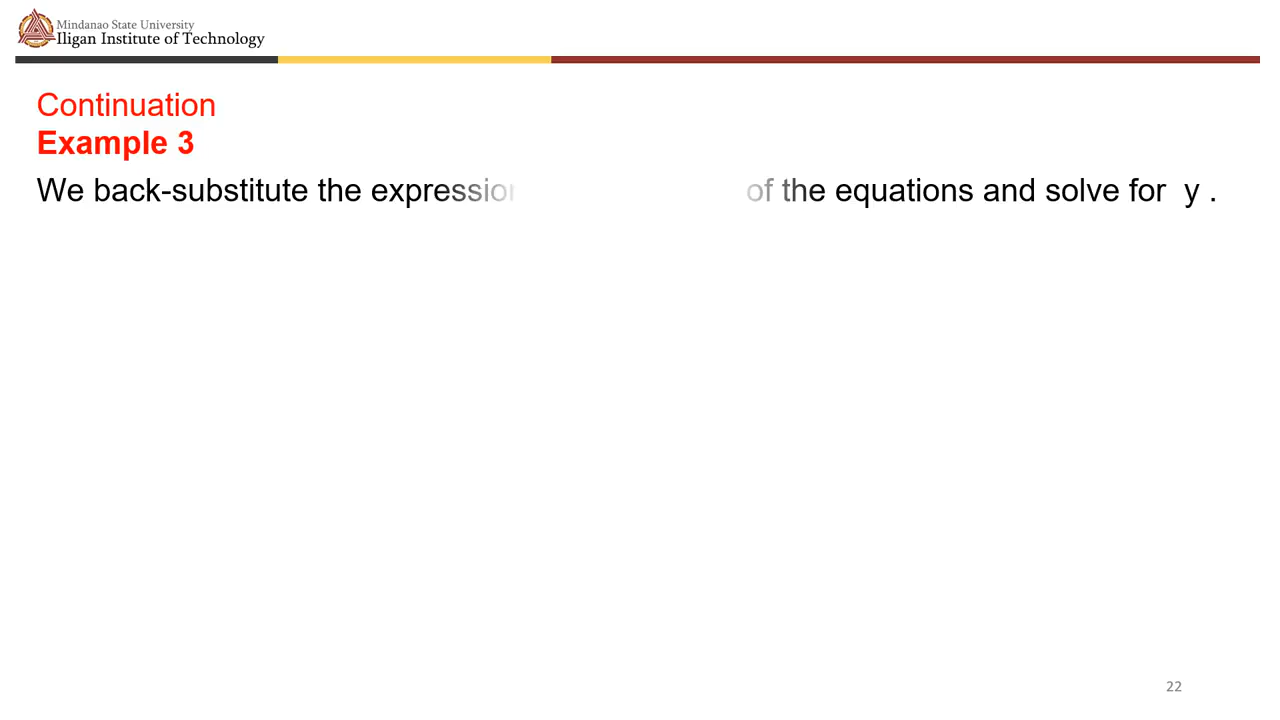 Mindanao State University
Iligan Institute of Technology
Continuation
Example 3
We back-substitute the expression of the equations and solve for y .
22